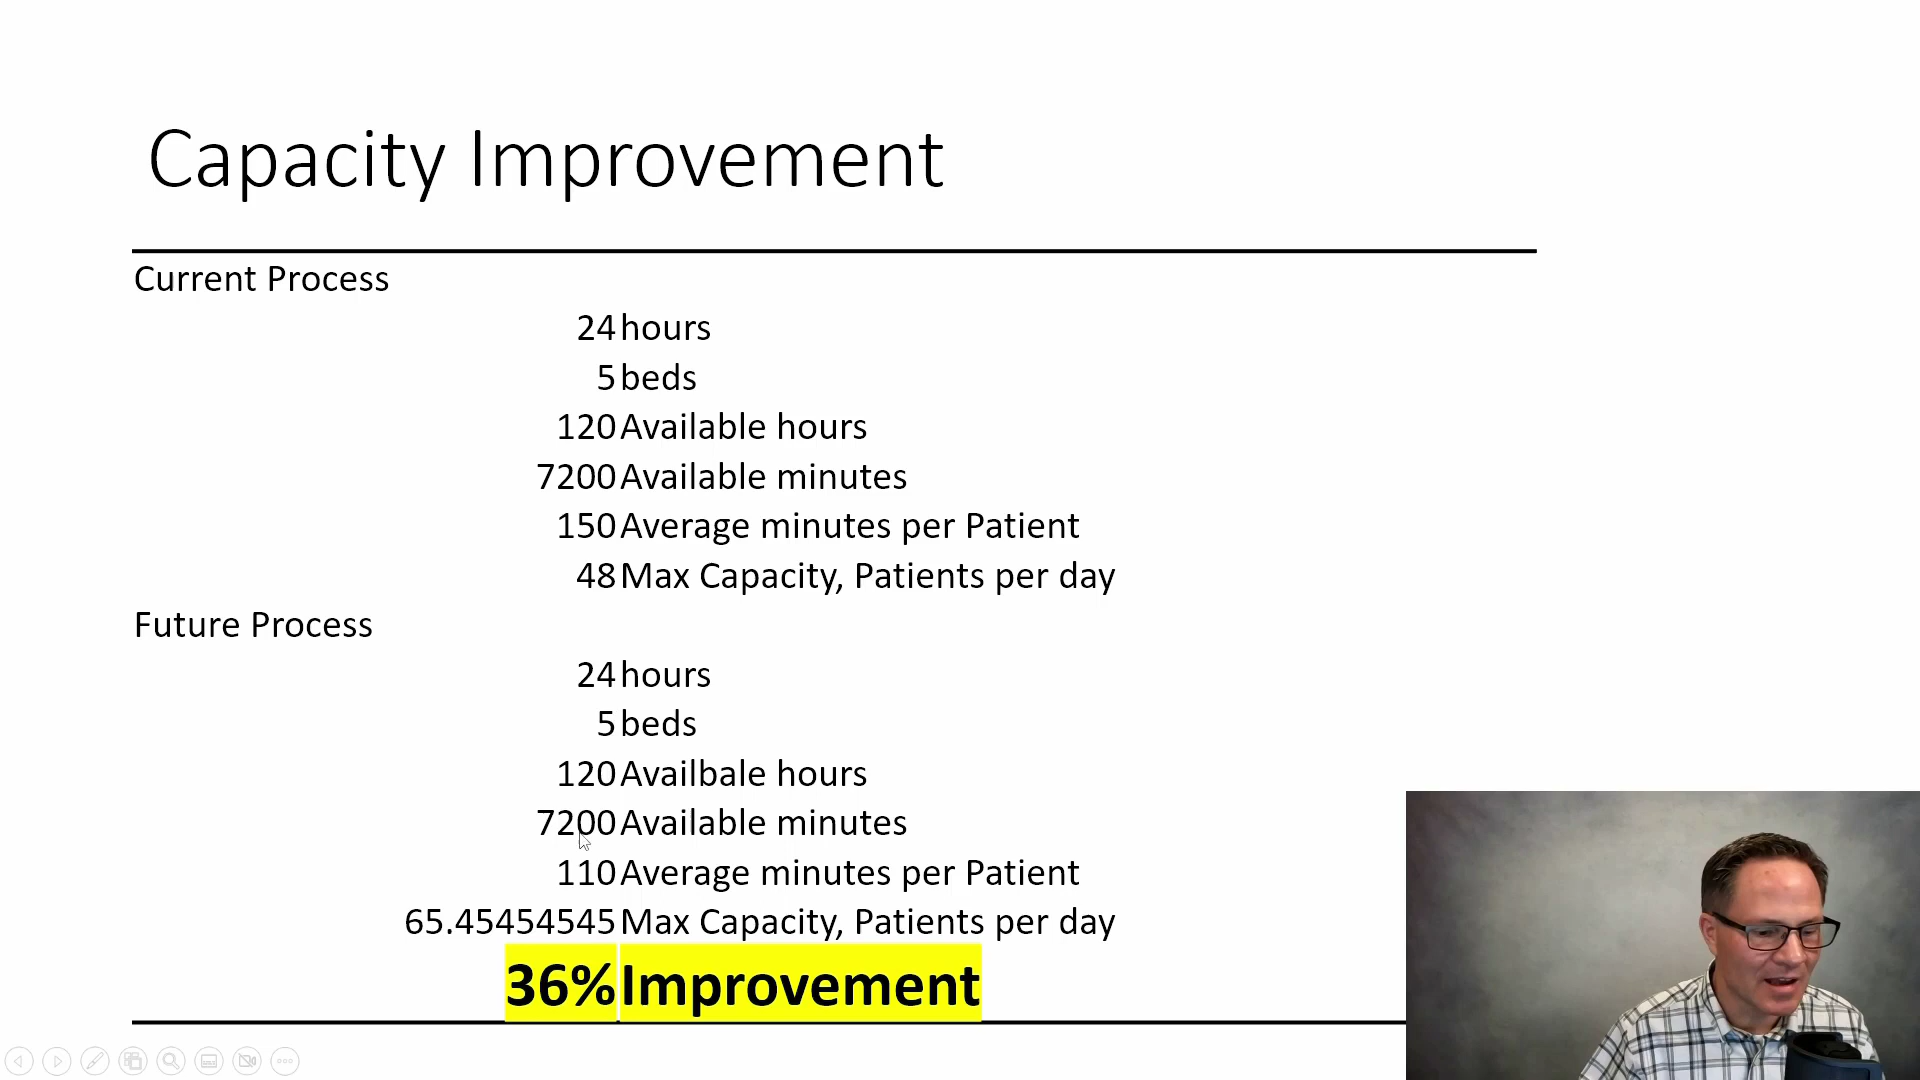 Capacity Improvement
Current Process
24 hours
5 beds
120 Available hours
7200 Available minutes
150 Average minutes per Patient
48 Max Capacity, Patients per day
Future Process
24 hours
5 beds
120 Availbale hours
7200 Available minutes
110 Average minutes per Patient
65.45454545 Max Capacity, Patients per day
36% Improvement